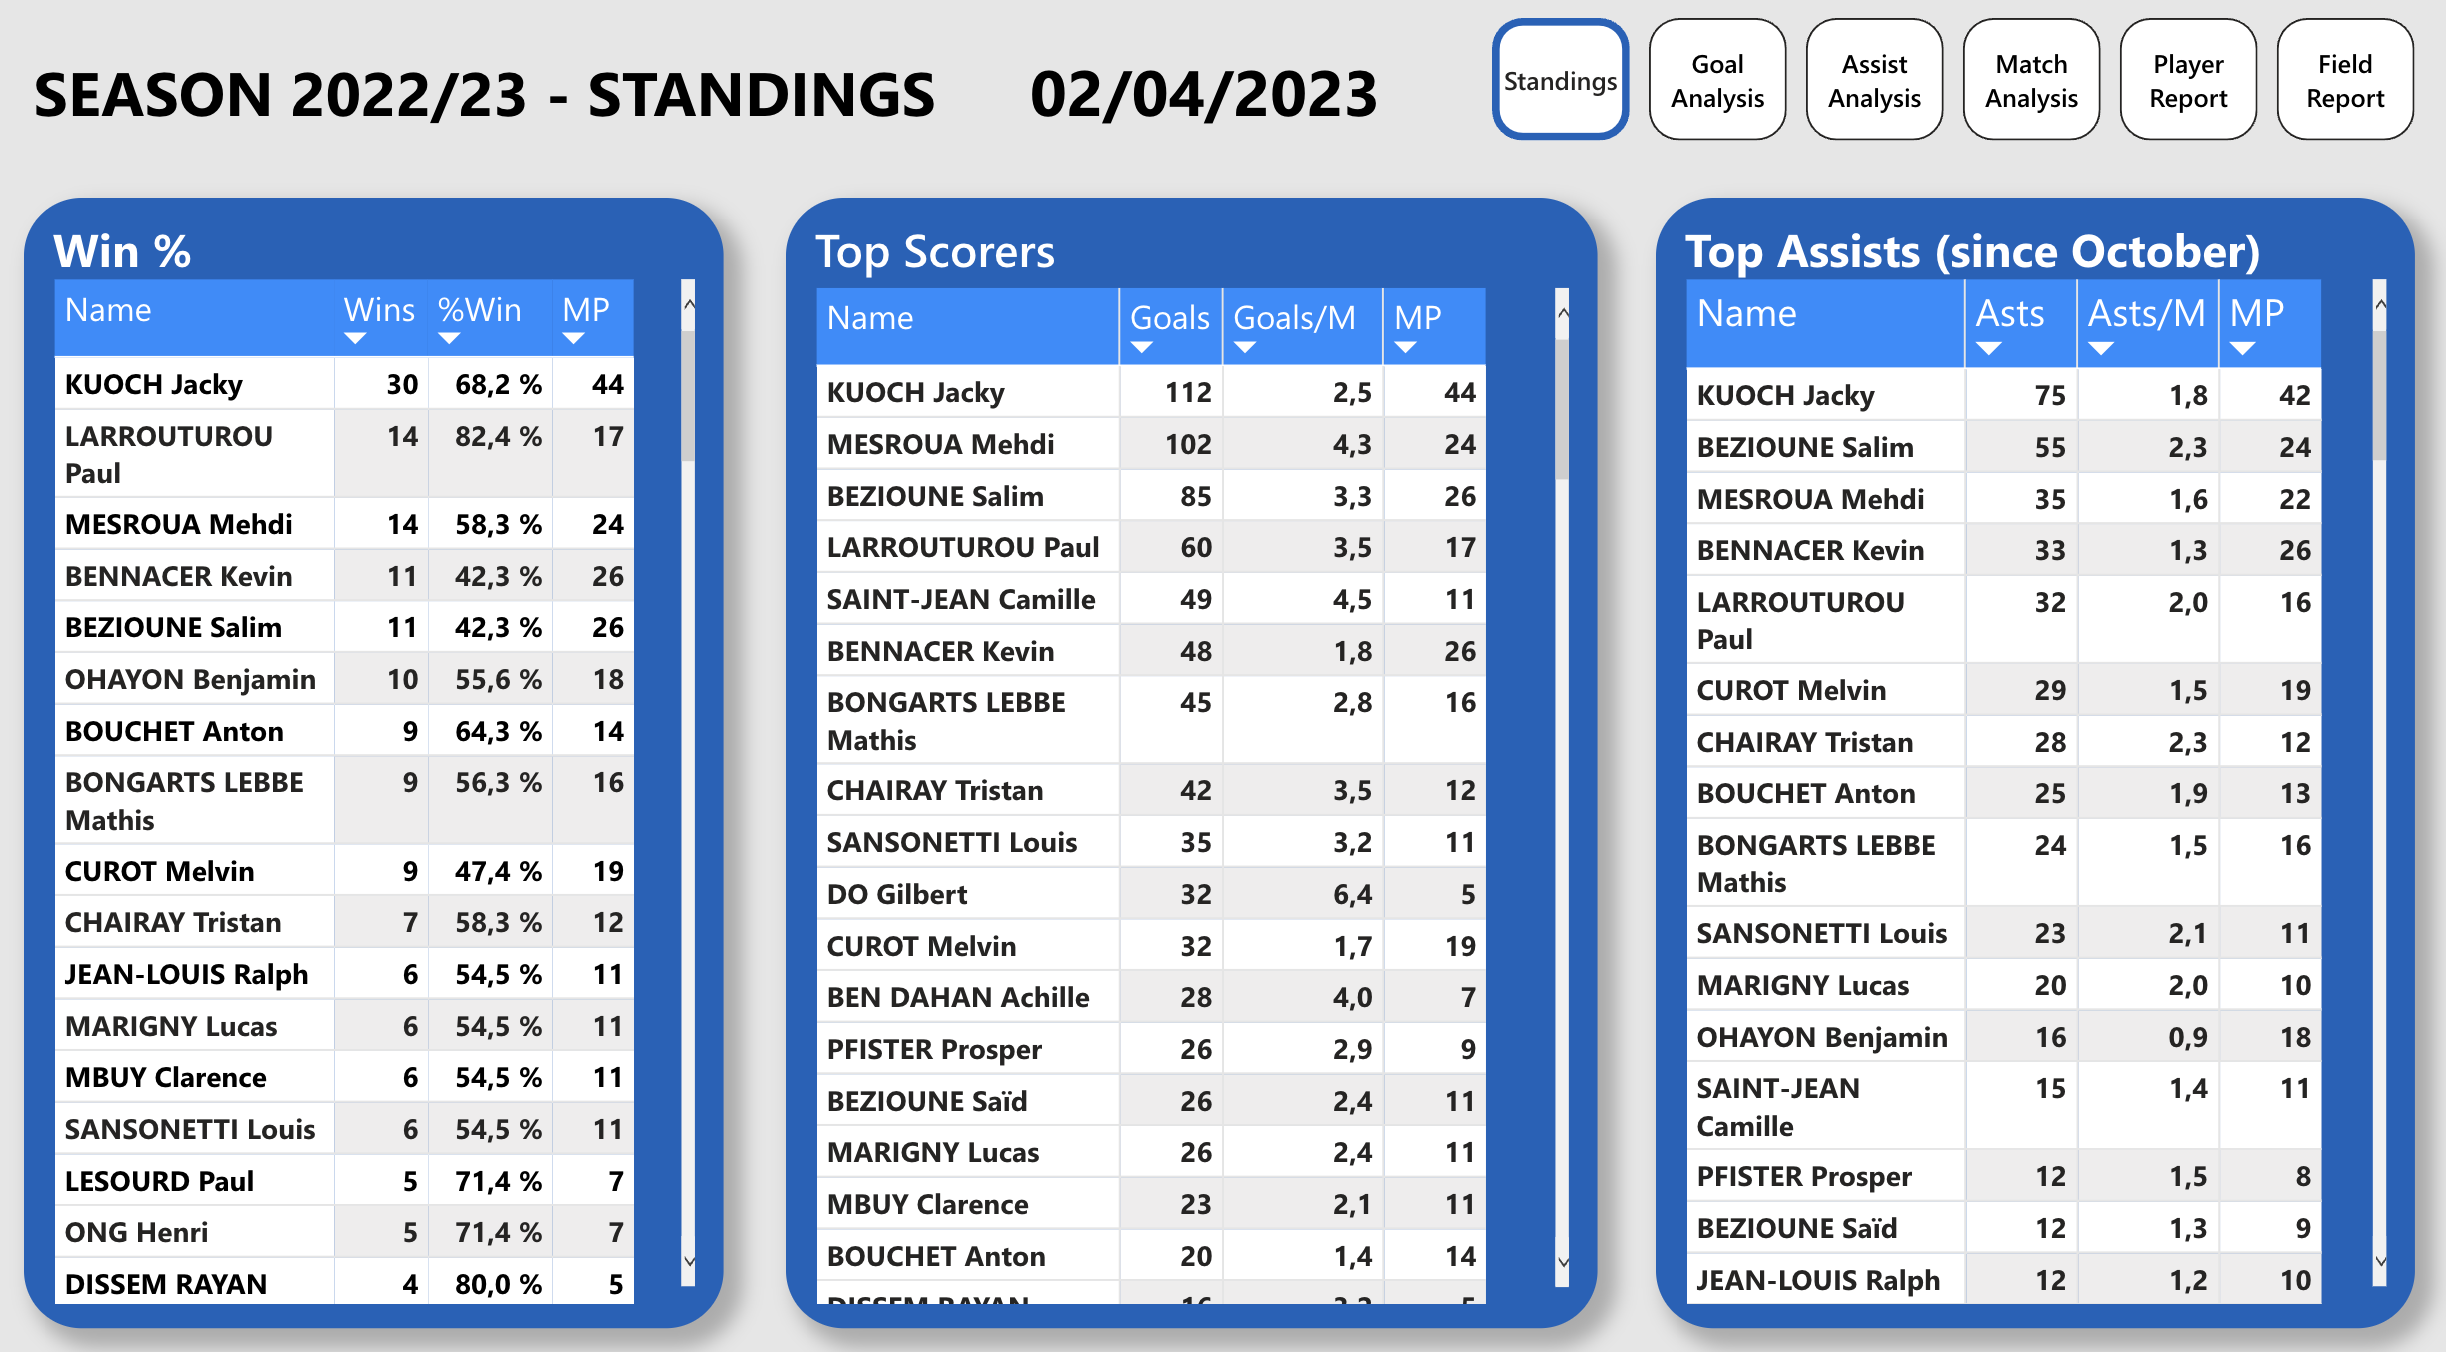 SEASON 2022/23 - STANDINGS 02/04/2023
Standings
Goal
Analysis
Assist
Analysis
Match
Analysis
Player
Report
Field
Report
Win %
Name Wins %Win MP
KUOCH Jacky 30 68,2 % 44
LARROUTUROU 14 82,4 % 17
Paul
MESROUA Mehdi 14 58,3 % 24
BENNACER Kevin 11 42,3 % 26
BEZIOUNE Salim 11 42,3 % 26
OHAYON Benjamin 10 55,6 % 18
BOUCHET Anton 9 64,3 % 14
BONGARTS LEBBE 9 56,3 % 16
Mathis
CUROT Melvin 9 47,4 % 19
CHAIRAY Tristan 7 58,3 % 12
JEAN-LOUIS Ralph 6 54,5 % 11
MARIGNY Lucas 6 54,5 % 11
MBUY Clarence 6 54,5 % 11
SANSONETTI Louis 6 54,5 % 11
LESOURD Paul 5 71,4 % 7
ONG Henri 5 71,4 % 7
DISSEM RAYAN 4 80,0 % 5
Top Scorers
Name Goals Goals/M MP
KUOCH Jacky 112 2,5 44
MESROUA Mehdi 102 4,3 24
BEZIOUNE Salim 85 3,3 26
LARROUTUROU Paul 60 3,5 17
SAINT-JEAN Camille 49 4,5 11
BENNACER Kevin 48 1,8 26
BONGARTS LEBBE 45 2,8 16
Mathis
CHAIRAY Tristan 42 3,5 12
SANSONETTI Louis 35 3,2 11
DO Gilbert 32 6,4 5
CUROT Melvin 32 1,7 19
BEN DAHAN Achille 28 4,0 7
PFISTER Prosper 26 2,9 9
BEZIOUNE Saïd 26 2,4 11
MARIGNY Lucas 26 2,4 11
MBUY Clarence 23 2,1 11
BOUCHET Anton 20 1,4 14
DISSEM RAYAN
Top Assists (since October)
Name Asts Asts/M MP
KUOCH Jacky 75 1,8 42
BEZIOUNE Salim 55 2,3 24
MESROUA Mehdi 35 1,6 22
BENNACER Kevin 33 1,3 26
LARROUTUROU 32 2,0 16
Paul
CUROT Melvin 29 1,5 19
CHAIRAY Tristan 28 2,3 12
BOUCHET Anton 25 1,9 13
BONGARTS LEBBE 24 1,5 16
Mathis
SANSONETTI Louis 23 2,1 11
MARIGNY Lucas 20 2,0 10
OHAYON Benjamin 16 0,9 18
SAINT-JEAN 15 1,4 11
Camille
PFISTER Prosper 12 1,5 8
BEZIOUNE Saïd 12 1,3 9
JEAN-LOUIS Ralph 12 1,2 10